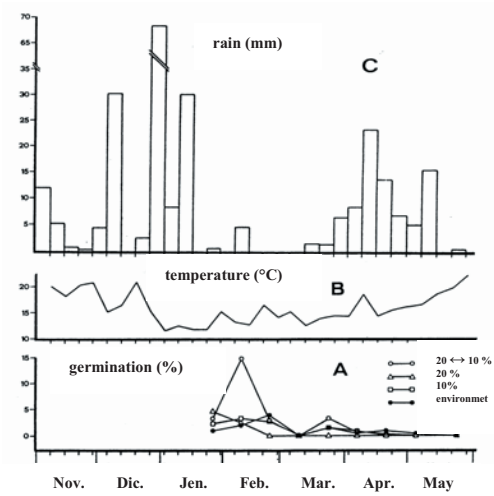 70
rain (mm)
65
C
35
30
25
20
15
10
5
temperature (°C)
B
20
15
10
20
15
germination (%)
A
20 ↔ 10 %
20 %
10%
environmet
10
5
0
Nov. Dic. Jen. Feb. Mar. Apr. May